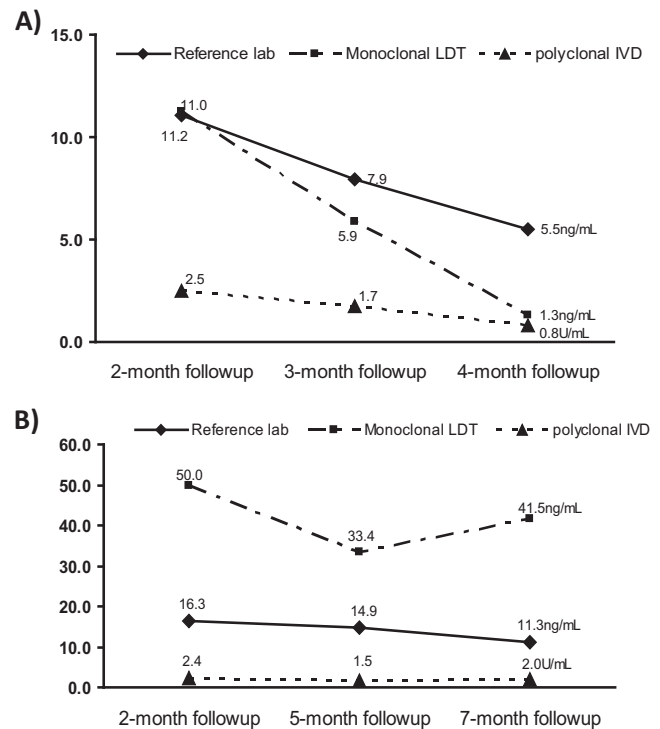 A)
15.0
Reference lab Monoclonal LDT polyclonal IVD
11.0
10.0
11.2
7.9
5.9
5.5ng/mL
5.0
2.5
1.7
1.3ng/mL
0.8U/mL
0.0
2-month followup 3-month followup 4-month followup
B)
60.0
Reference lab Monoclonal LDT polyclonal IVD
50.0
50.0
41.5ng/mL
40.0
33.4
30.0
20.0
16.3
14.9
11.3ng/mL
10.0
2.4
1.5
2.0U/mL
0.0
2-month followup 5-month followup 7-month followup